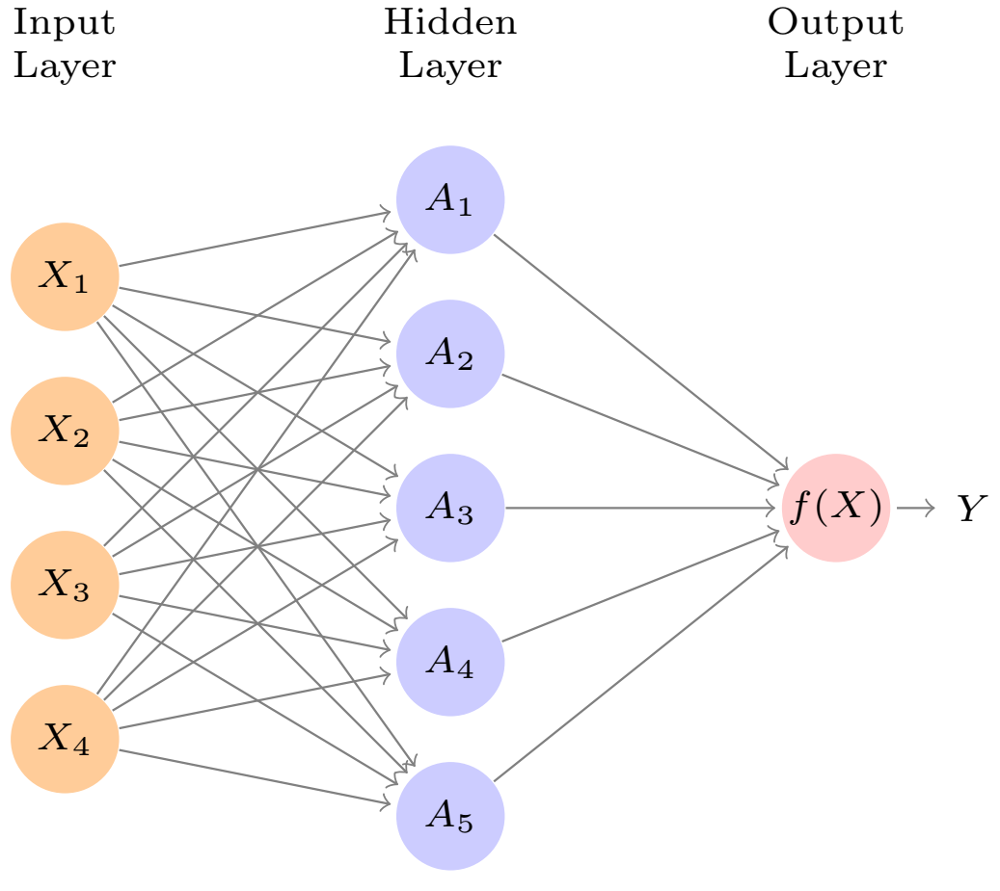 Input
Layer
Hidden
Layer
Output
Layer
X₁
X₂
X₃
X₄
A₁
A₂
A₃
A₄
A₅
f(X)
Y